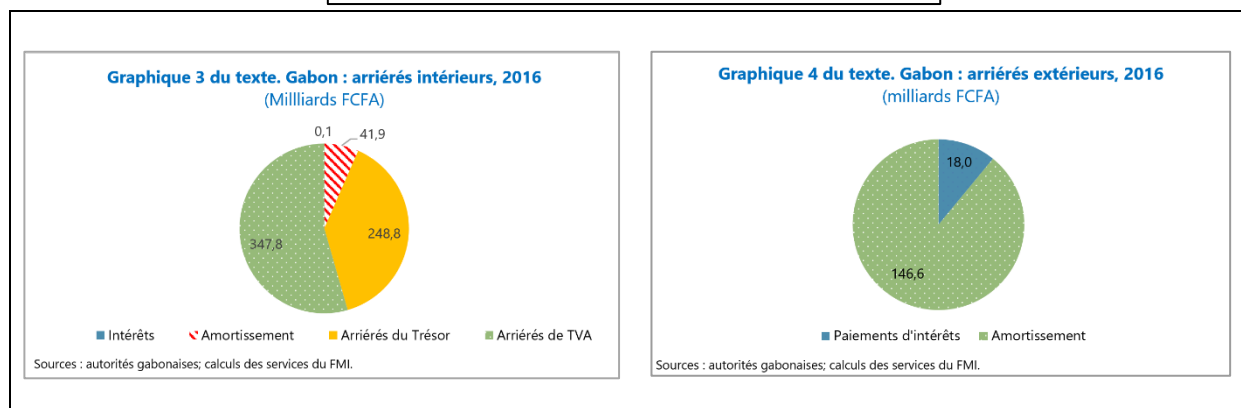 Graphique 3 du texte. Gabon : arriérés intérieurs, 2016
(Millliards FCFA)
0,1
41,9
248,8
347,8
Intérêts
Amortissement
Arriérés du Trésor
Arriérés de TVA
Sources : autorités gabonaises; calculs des services du FMI.
Graphique 4 du texte. Gabon : arriérés extérieurs, 2016
(milliards FCFA)
18,0
146,6
Paiements d'intérêts
Amortissement
Sources : autorités gabonaises; calculs des services du FMI.